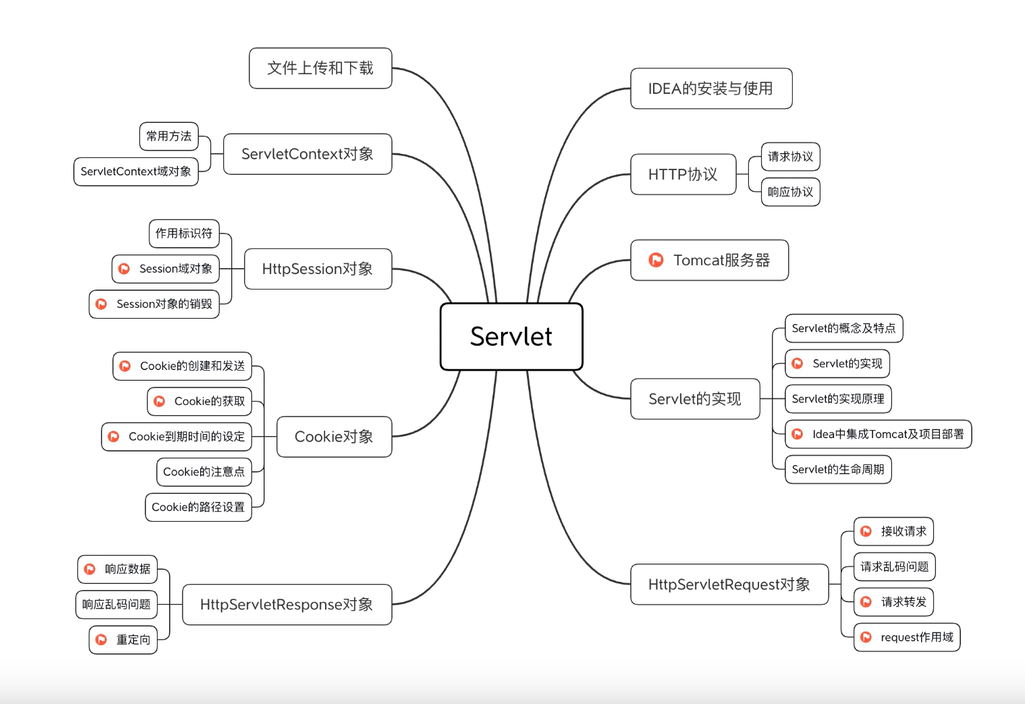 Servlet
IDEA的安装与使用
HTTP协议
请求协议
响应协议
Tomcat服务器
Servlet的实现
Servlet的概念及特点
Servlet的实现
Servlet的实现原理
Idea中集成Tomcat及项目部署
Servlet的生命周期
HttpServletRequest对象
接收请求
请求乱码问题
请求转发
request作用域
文件上传和下载
ServletContext对象
常用方法
ServletContext域对象
HttpSession对象
作用标识符
Session域对象
Session对象的销毁
Cookie对象
Cookie的创建和发送
Cookie的获取
Cookie到期时间的设定
Cookie的注意点
Cookie的路径设置
HttpServletResponse对象
响应数据
响应乱码问题
重定向